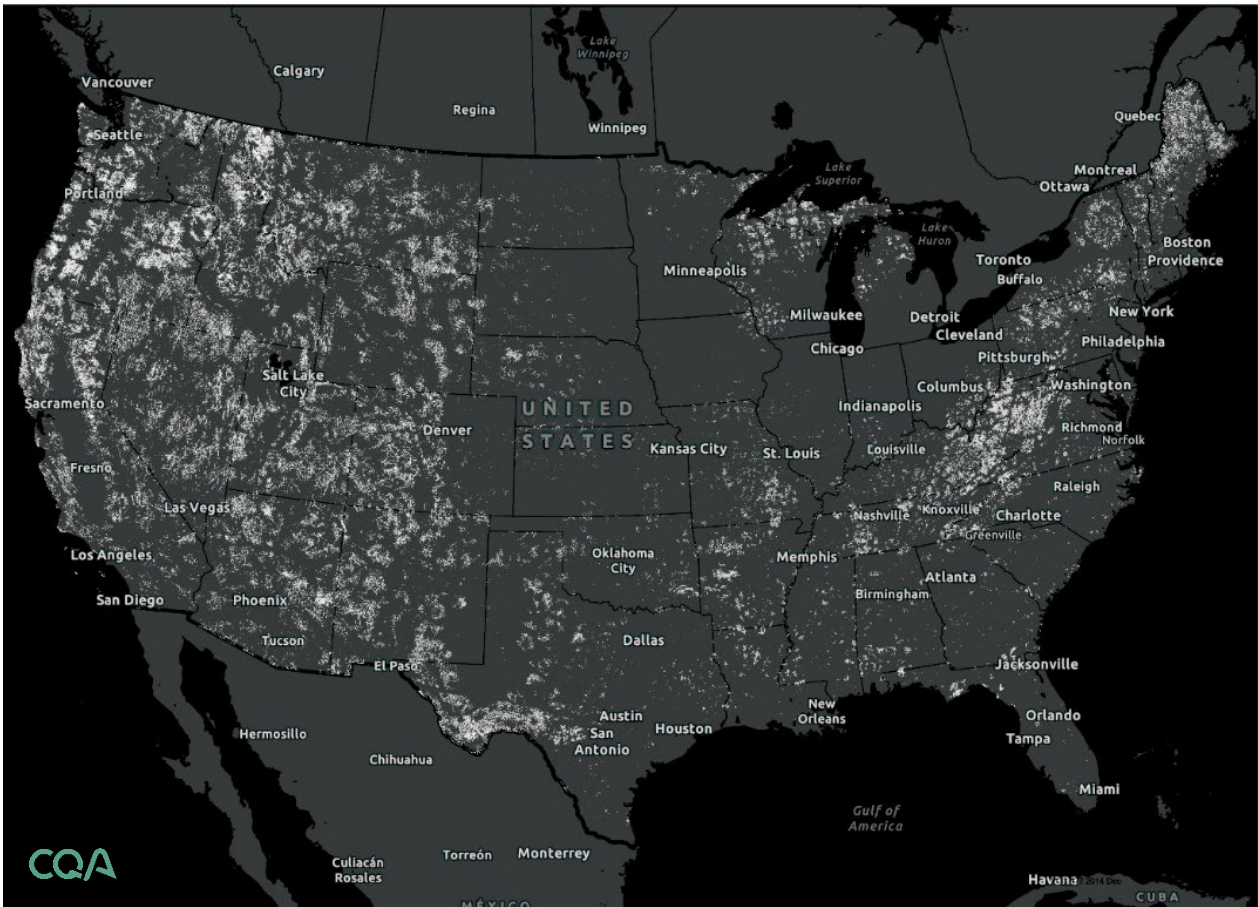 Lake
Winnipeg
Calgary
Vancouver
Regina
Winnipeg
Quebec
Seattle
Lake
Superior
Montreal
Ottawa
Portland
Lake
Huron
Boston
Providence
Toronto
Buffalo
Minneapolis
Milwaukee
Detroit
New York
Cleveland
Philadelphia
Chicago
Pittsburgh
Salt Lake
City
Columbus
Washington
Sacramento
UNITED
STATES
Indianapolis
Denver
Richmond
Norfolk
Kansas City
St. Louis
Louisville
Fresno
Raleigh
Las Vegas
Nashville
Knoxville
Charlotte
Greenville
Los Angeles
Oklahoma
City
Memphis
Atlanta
San Diego
Phoenix
Birmingham
Tucson
Dallas
El Paso
Jacksonville
New
Orleans
Austin
Houston
San
Antonio
Orlando
Tampa
Hermosillo
Chihuahua
Miami
Gulf of
America
CQA
Culiacán
Rosales
Torreón
Monterrey
Havana
2014 Dec
CUBA
MÉXICO